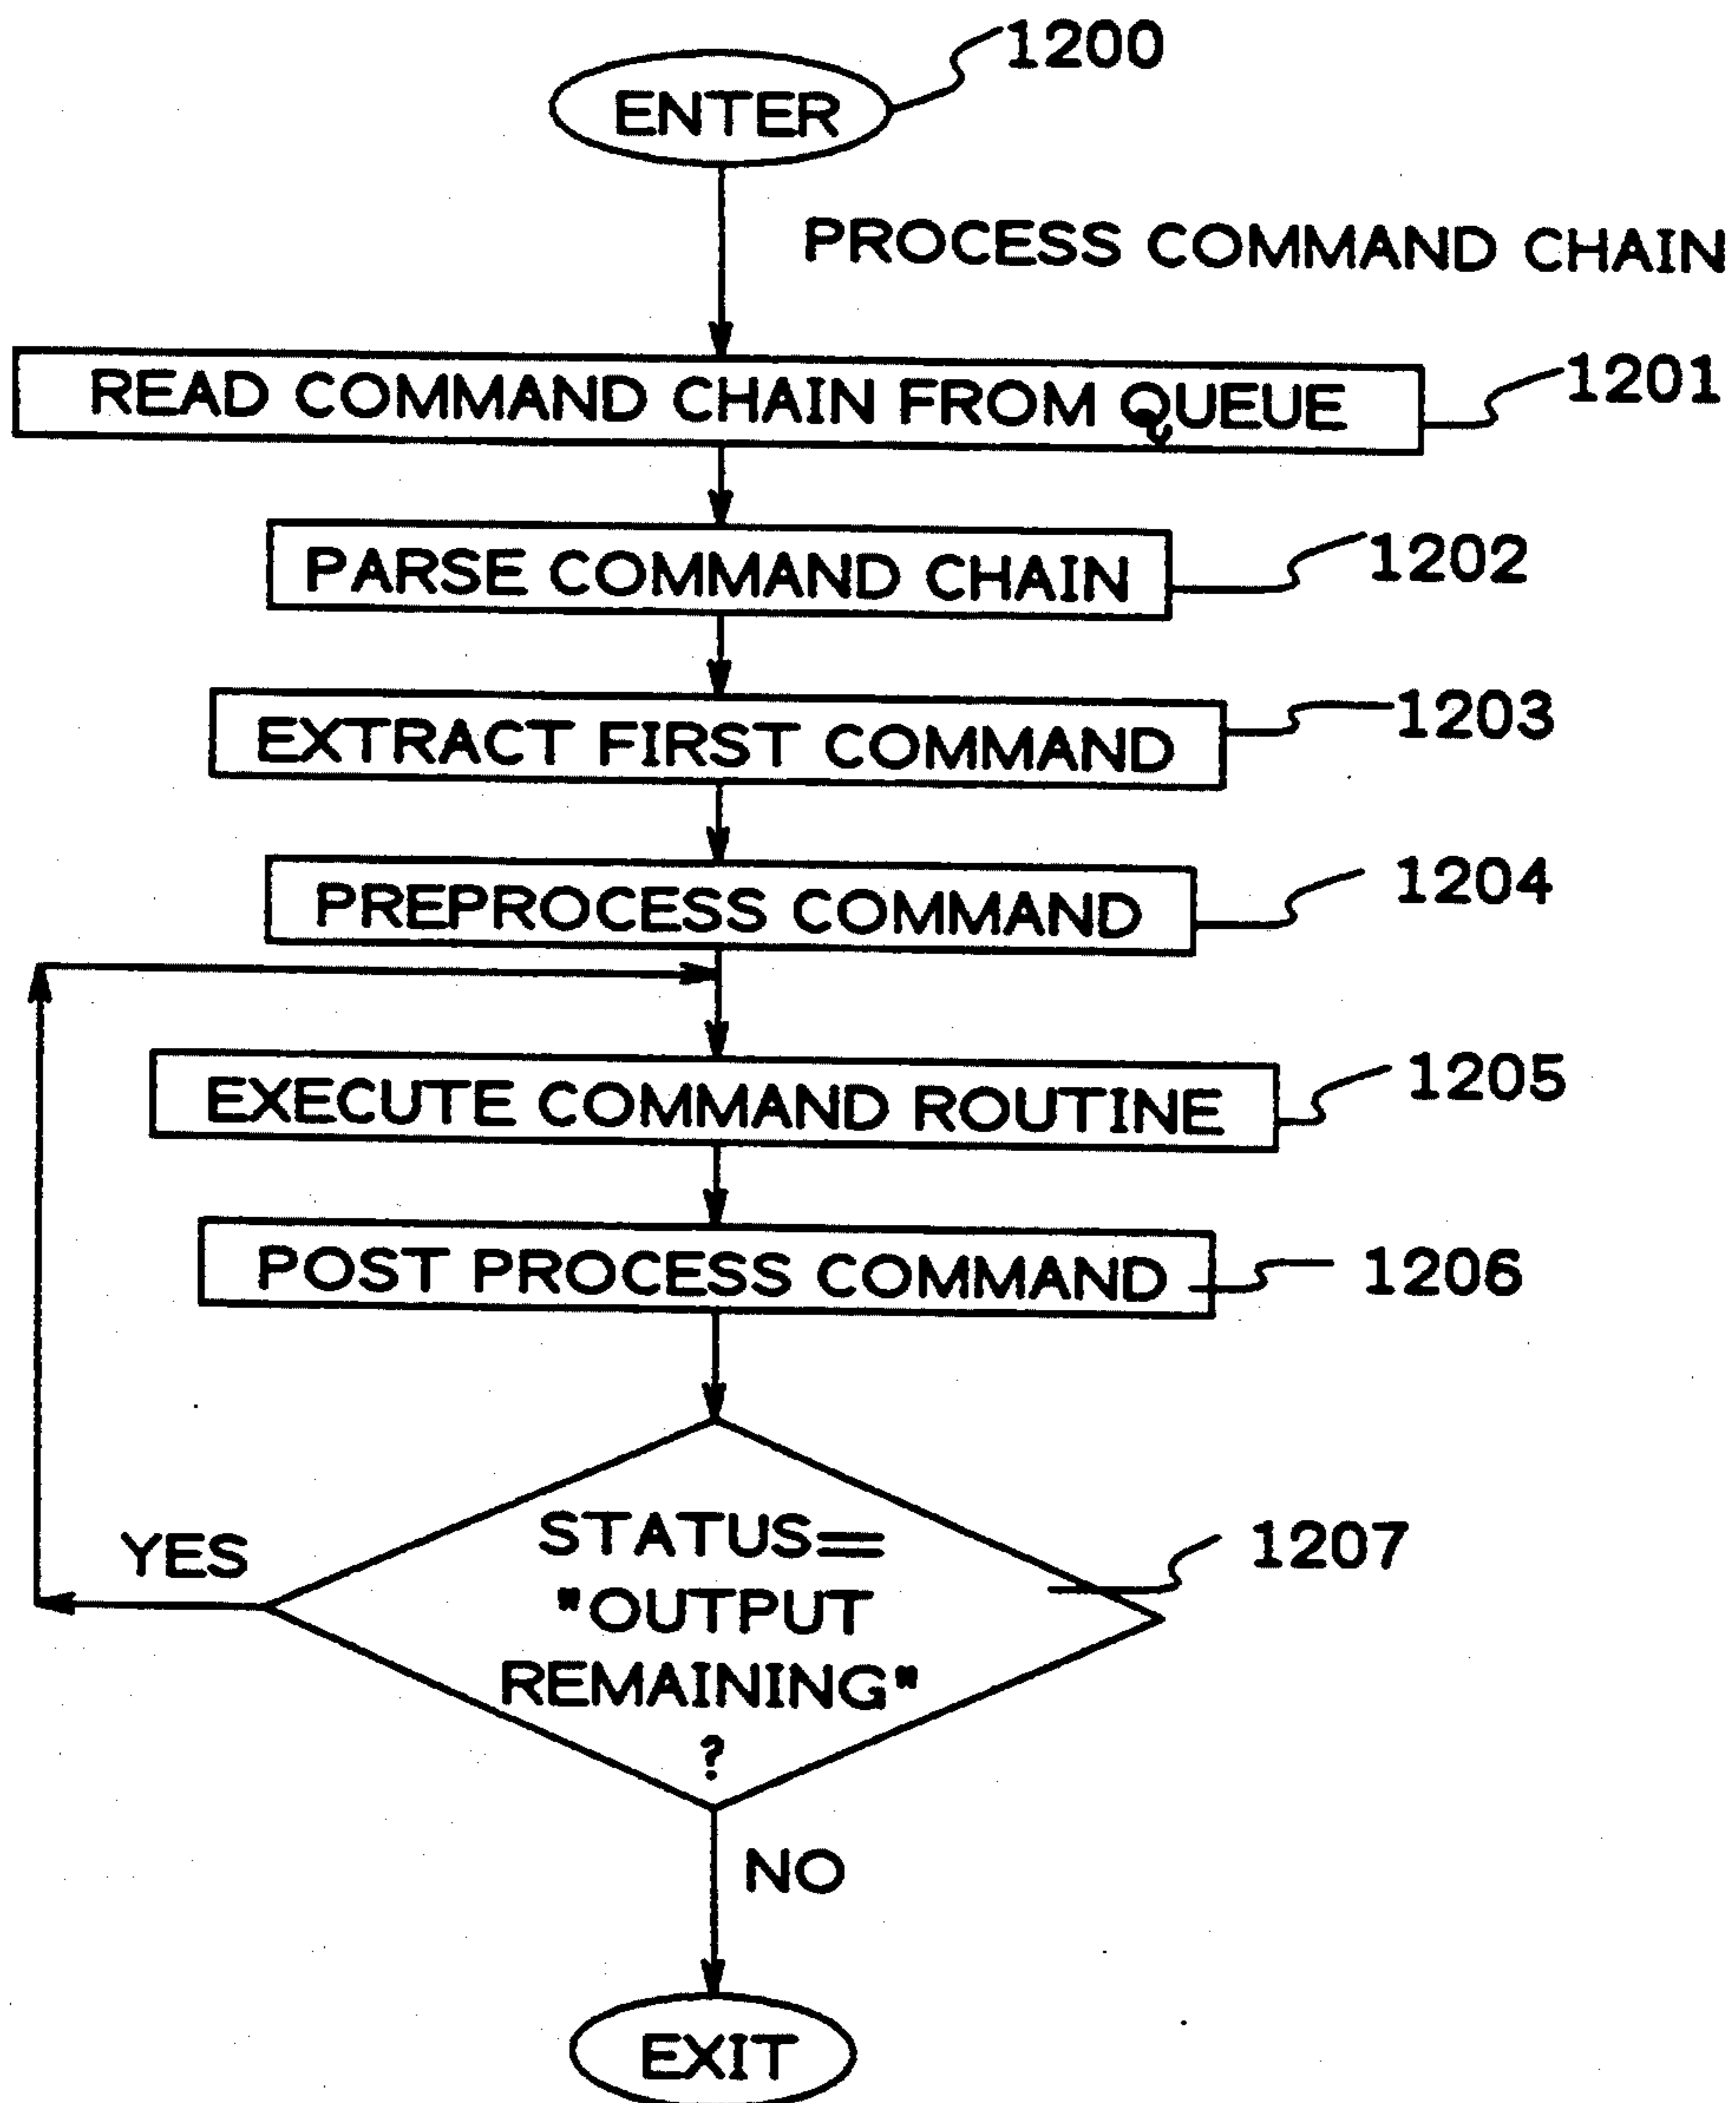 1200
ENTER
PROCESS COMMAND CHAIN
READ COMMAND CHAIN FROM QUEUE
1201
PARSE COMMAND CHAIN
1202
EXTRACT FIRST COMMAND
1203
PREPROCESS COMMAND
1204
EXECUTE COMMAND ROUTINE
1205
POST PROCESS COMMAND
1206
STATUS=
"OUTPUT
REMAINING"
?
1207
YES
NO
EXIT